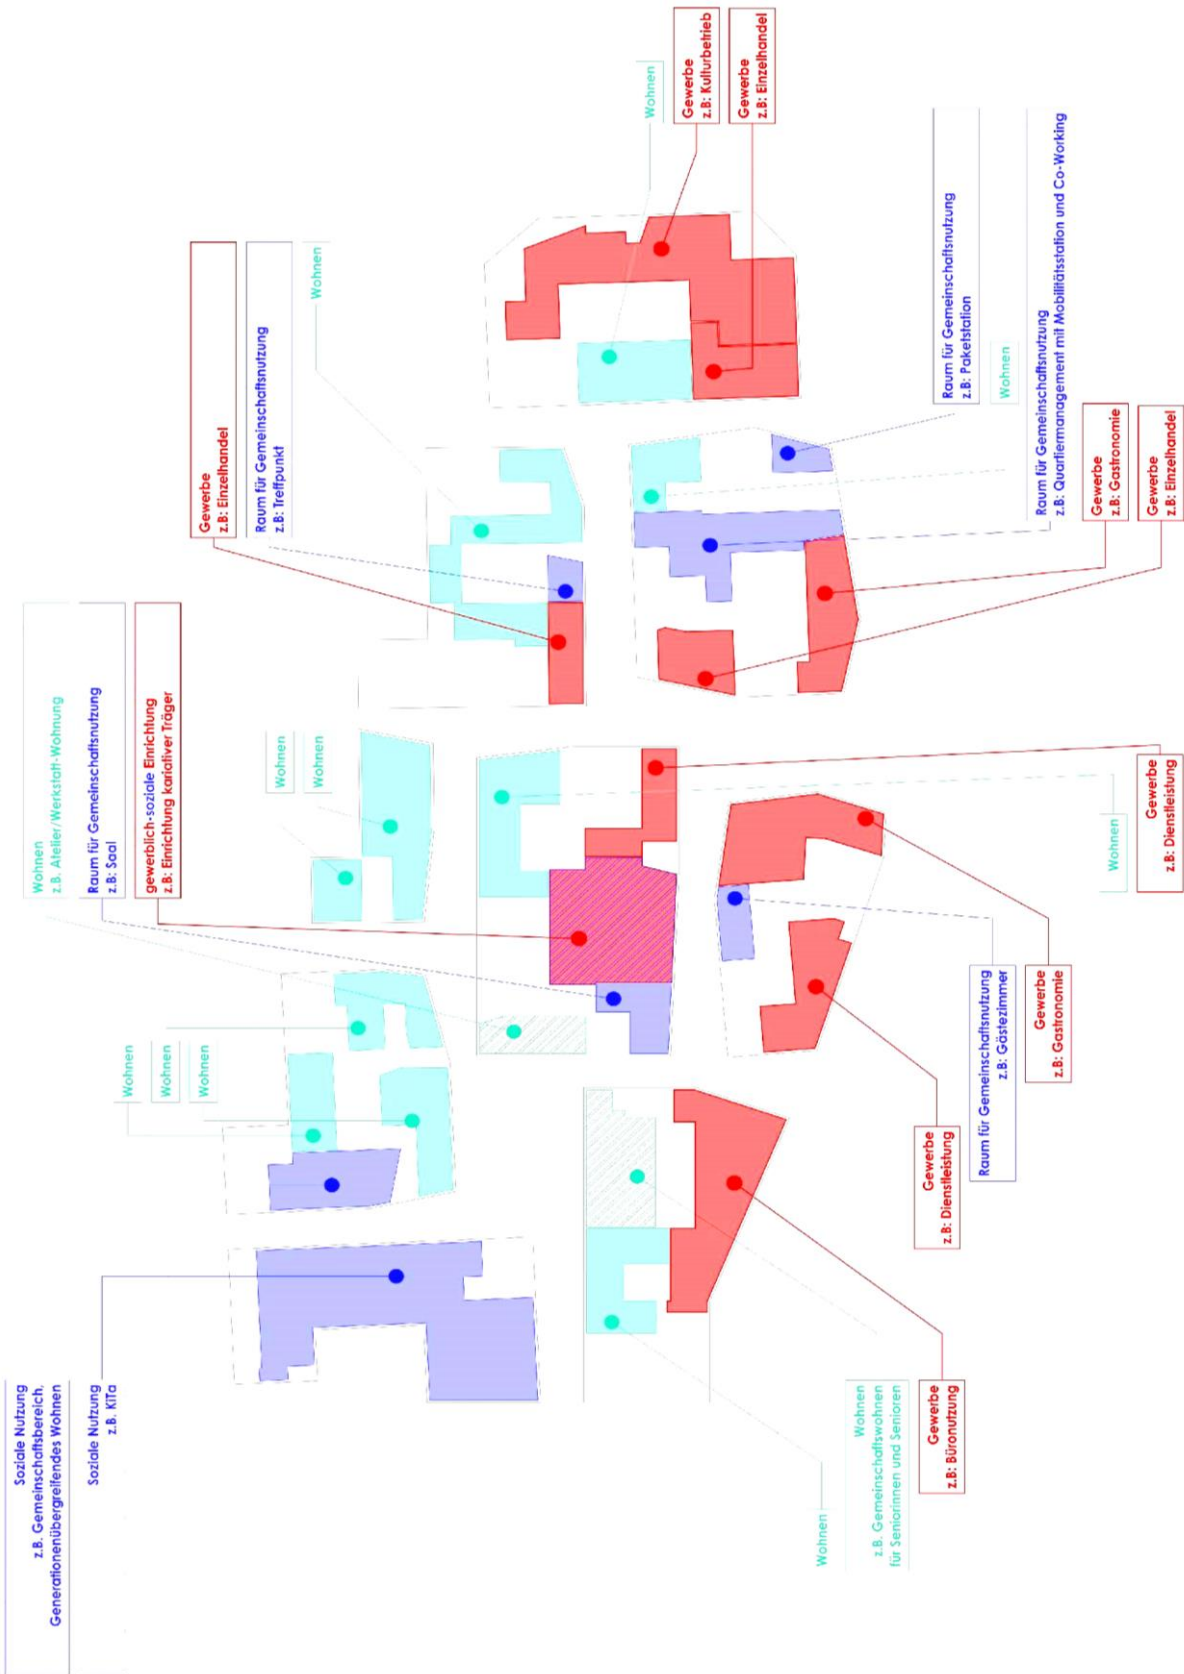 Soziale Nutzung
z.B. Gemeinschaftsbereich,
Generationenübergreifendes Wohnen
Soziale Nutzung
z.B. KiTa
Wohnen
Wohnen
Wohnen
Wohnen
z.B. Atelier/Werkstatt-Wohnung
Raum für Gemeinschaftsnutzung
z.B: Saal
gewerblich-soziale Einrichtung
z.B: Einrichtung kariativer Träger
Wohnen
Wohnen
Gewerbe
z.B: Einzelhandel
Raum für Gemeinschaftsnutzung
z.B: Treffpunkt
Wohnen
Wohnen
Gewerbe
z.B: Kulturbetrieb
Gewerbe
z.B: Einzelhandel
Wohnen
Wohnen
z.B. Gemeinschaftswohnen
für Seniorinnen und Senioren
Gewerbe
z.B: Büronutzung
Gewerbe
z.B: Dienstleistung
Raum für Gemeinschaftsnutzung
z.B: Gästezimmer
Gewerbe
z.B: Gastronomie
Wohnen
Gewerbe
z.B: Dienstleistung
Raum für Gemeinschaftsnutzung
z.B: Paketstation
Wohnen
Raum für Gemeinschaftsnutzung
z.B: Quartiermanagement mit Mobilitätsstation und Co-Working
Gewerbe
z.B: Gastronomie
Gewerbe
z.B: Einzelhandel